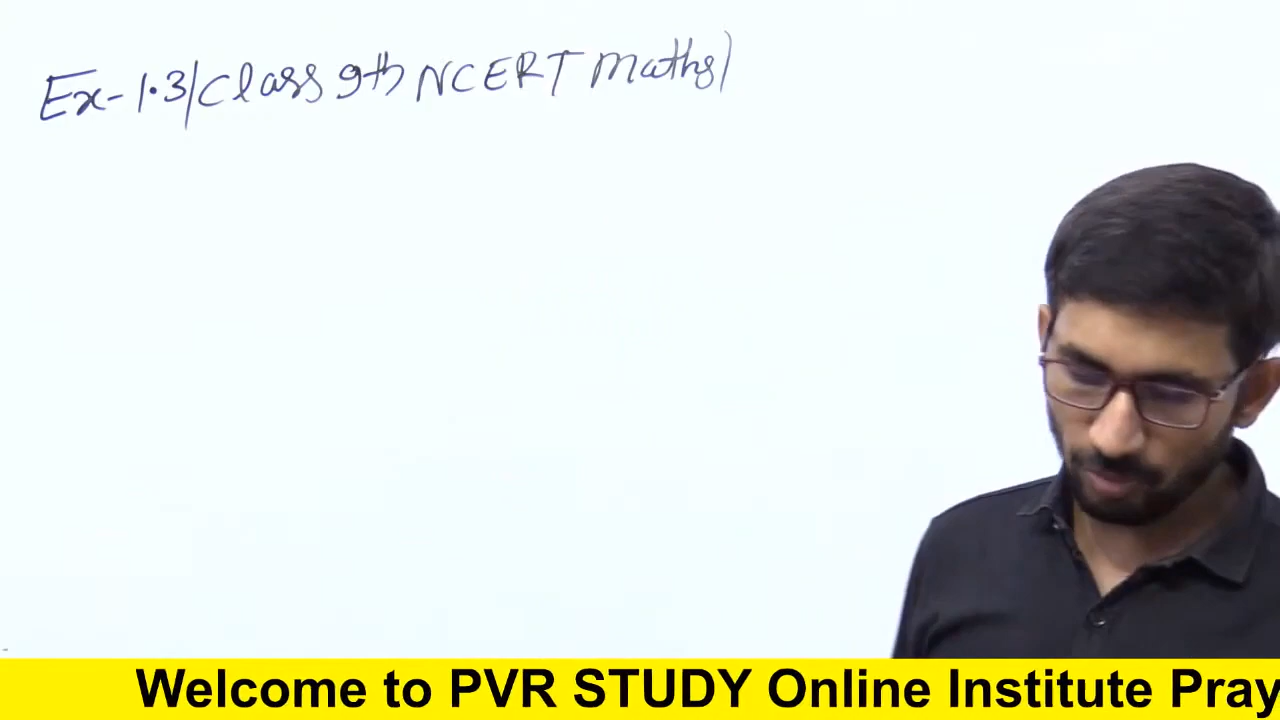 Ex-1.3/Class 9th NCERT Maths)
Welcome to PVR STUDY Online Institute Pray